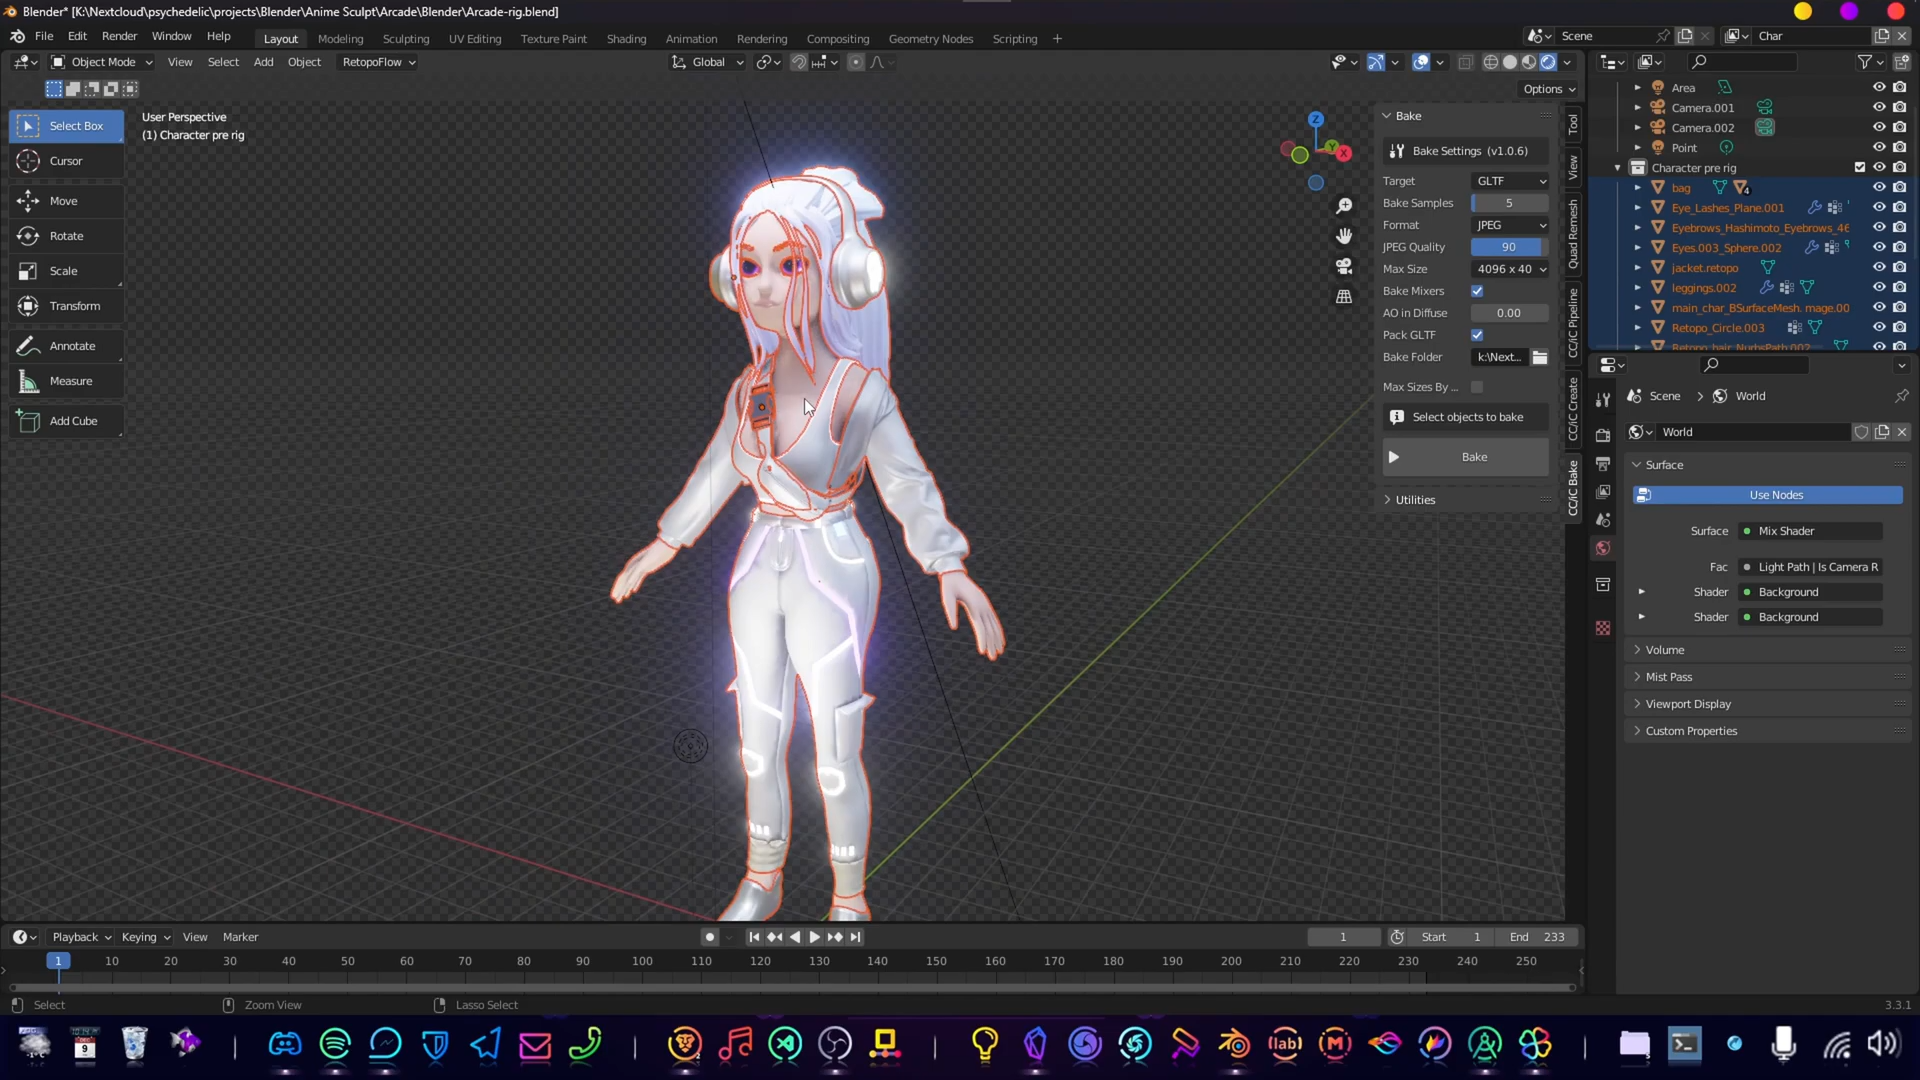 Blender* [K:\Nextcloud\psychedelic\projects\Blender\Anime Sculpt\Arcade\Blender\Arcade-rig.blend]
File Edit Render Window Help Layout Modeling Sculpting UV Editing Texture Paint Shading Animation Rendering Compositing Geometry Nodes Scripting + Scene Char
Object Mode View Select Add Object RetopoFlow Global
Options
Select Box
Cursor
Move
Rotate
Scale
Transform
Annotate
Measure
Add Cube
User Perspective
(1) Character pre rig
Z
Y
X
Bake
Bake Settings (v1.0.6)
Target GLTF
Bake Samples 5
Format JPEG
JPEG Quality 90
Max Size 4096 x 40
Bake Mixers
AO in Diffuse 0.00
Pack GLTF
Bake Folder k:\Next...
Max Sizes By ...
Select objects to bake
Bake
Utilities
Tool
View
Quad Remesh
CC/iC Pipeline
CC/iC Create
CC/iC Bake
Area
Camera.001
Camera.002
Point
Character pre rig
bag 4
Eye_Lashes_Plane.001
Eyebrows_Hashimoto_Eyebrows_46
Eyes.003_Sphere.002
jacket.retopo
leggings.002
main_char_BSurfaceMesh. mage.00
Retopo_Circle.003
Retopo_hair_NurbsPath.002
Scene World
World
Surface
Use Nodes
Surface Mix Shader
Fac Light Path | Is Camera R
Shader Background
Shader Background
Volume
Mist Pass
Viewport Display
Custom Properties
Playback Keying View Marker 1 Start 1 End 233
1 10 20 30 40 50 60 70 80 90 100 110 120 130 140 150 160 170 180 190 200 210 220 230 240 250
Select Zoom View Lasso Select 3.3.1
9
lab
M